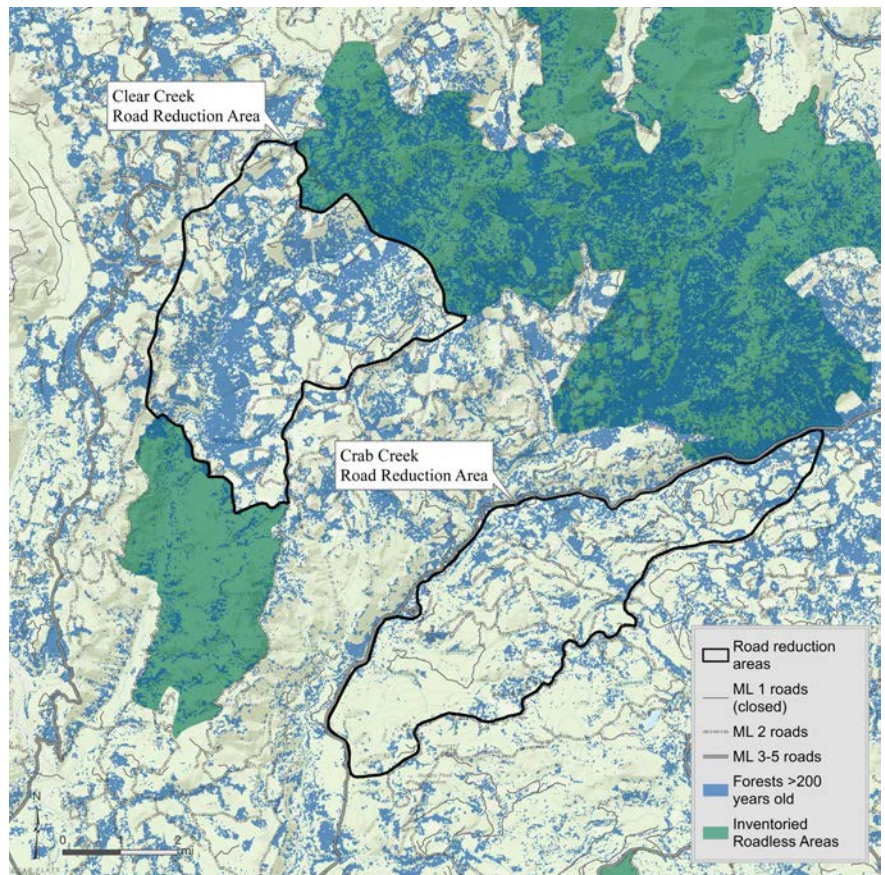 Clear Creek
Road Reduction Area
Crab Creek
Road Reduction Area
Road reduction
areas
ML 1 roads
(closed)
ML 2 roads
ML 3-5 roads
Forests >200
years old
Inventoried
Roadless Areas
N
0 1 2
mi